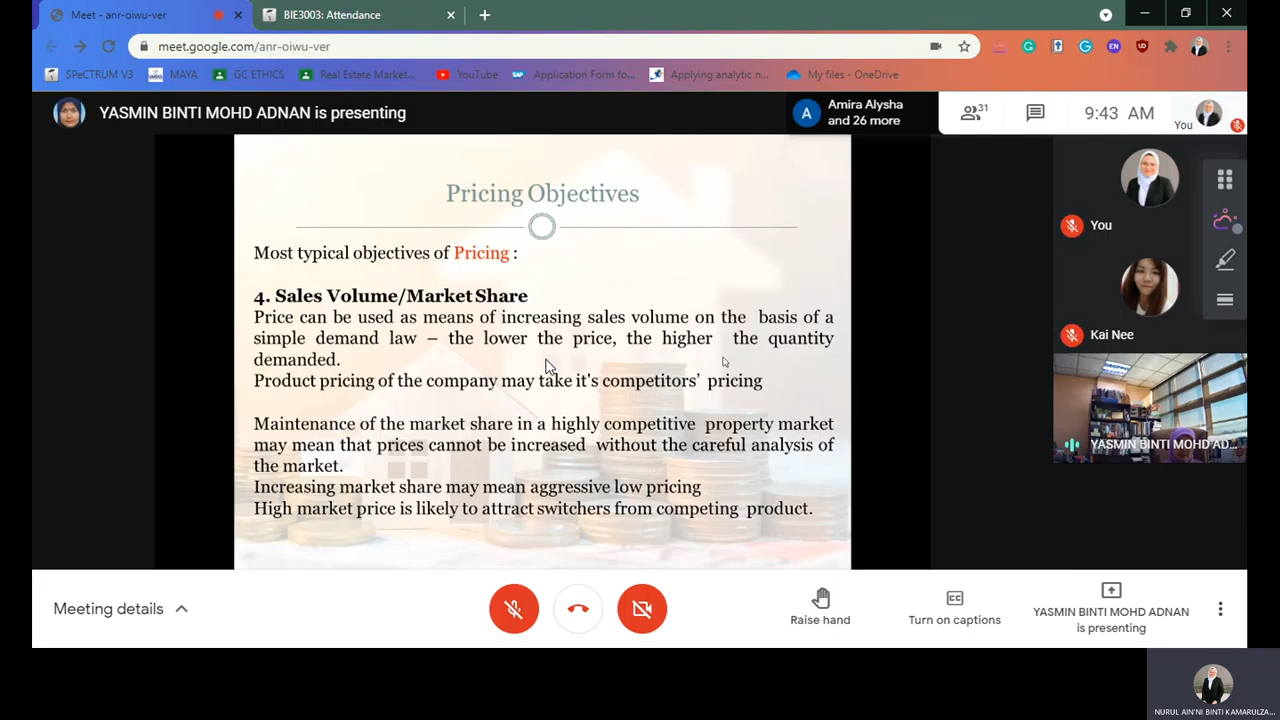 Meet - anr-oiwu-ver
BIE3003: Attendance
meet.google.com/anr-oiwu-ver
SPeCTRUM V3
MAYA
GC ETHICS
Real Estate Market...
YouTube
Application Form fo...
Applying analytic n...
My files - OneDrive
YASMIN BINTI MOHD ADNAN is presenting
A
Amira Alysha
and 26 more
31
9:43 AM
You
Pricing Objectives
Most typical objectives of Pricing :
4. Sales Volume/Market Share
Price can be used as means of increasing sales volume on the basis of a
simple demand law – the lower the price, the higher the quantity
demanded.
Product pricing of the company may take it's competitors' pricing
Maintenance of the market share in a highly competitive property market
may mean that prices cannot be increased without the careful analysis of
the market.
Increasing market share may mean aggressive low pricing
High market price is likely to attract switchers from competing product.
You
Kai Nee
YASMIN BINTI MOHD AD...
Meeting details
Raise hand
CC
Turn on captions
YASMIN BINTI MOHD ADNAN
is presenting
NURUL AIN'NI BINTI KAMARULZA...